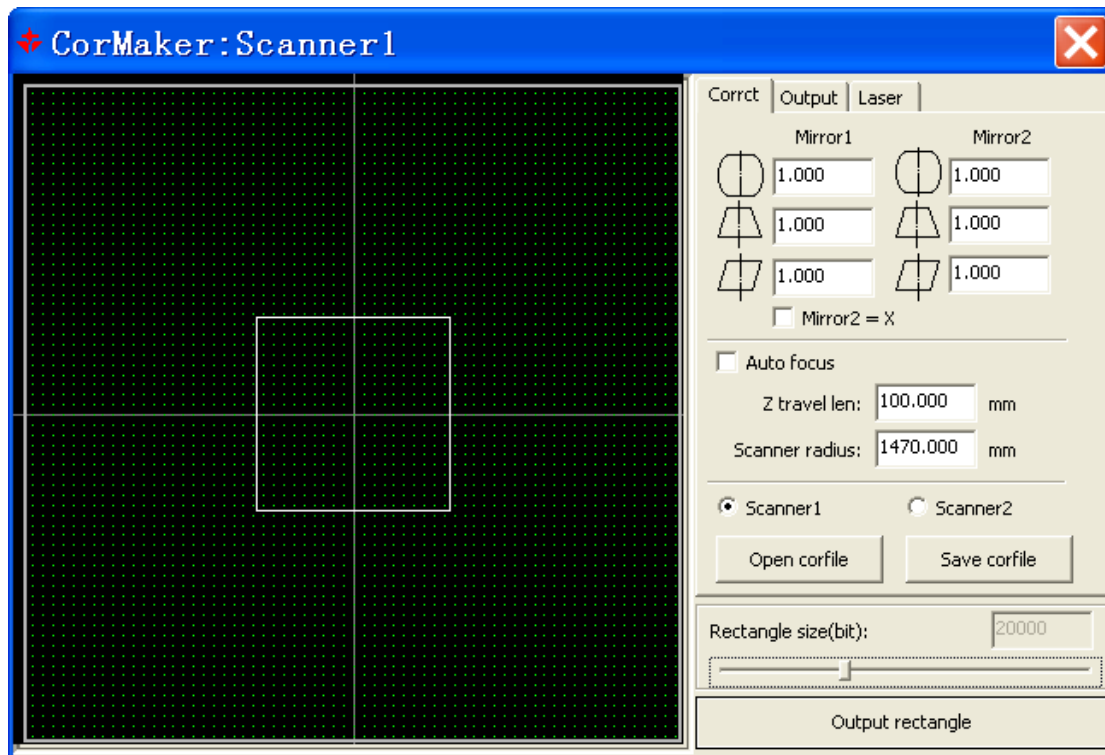 CorMaker:Scanner1
Corrct Output Laser
Mirror1 Mirror2
1.000 1.000
1.000 1.000
1.000 1.000
Mirror2 = X
Auto focus
Z travel len: 100.000 mm
Scanner radius: 1470.000 mm
Scanner1 Scanner2
Open corfile Save corfile
Rectangle size(bit): 20000
Output rectangle